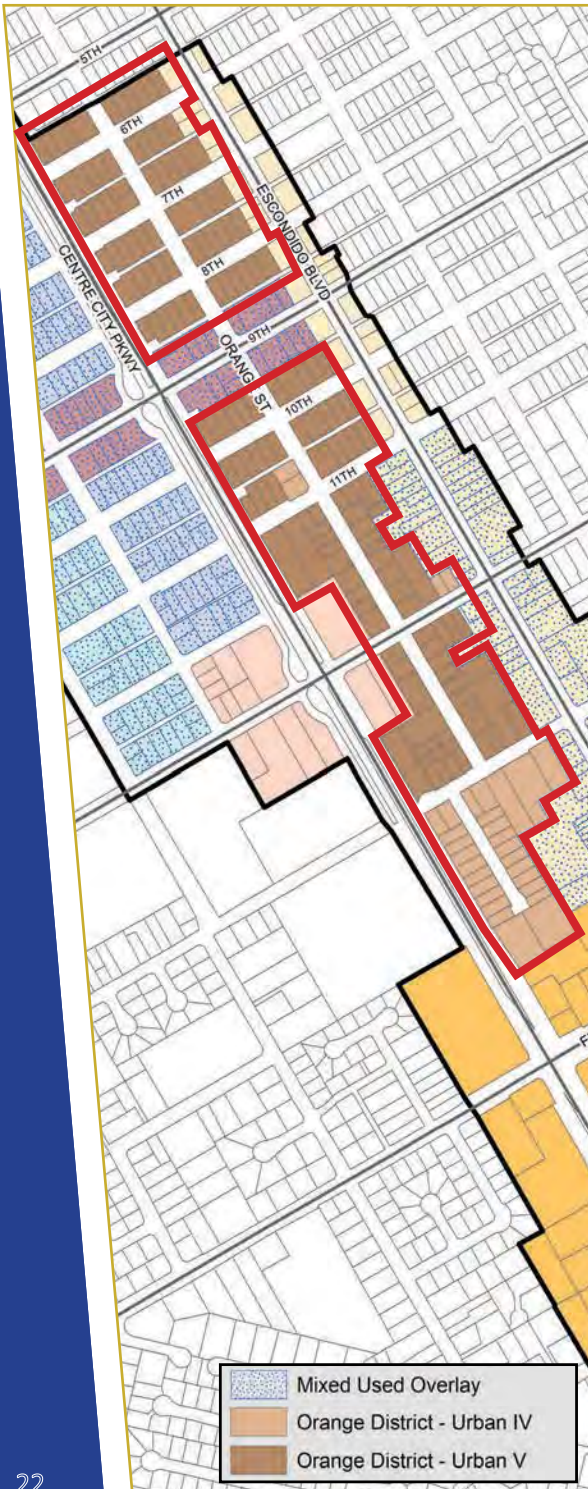 5TH
6TH
7TH
8TH
ESCONDIDO BLVD
CENTRE CITY PKWY
9TH
ORANGE ST
10TH
11TH
Mixed Used Overlay
Orange District - Urban IV
Orange District - Urban V
22